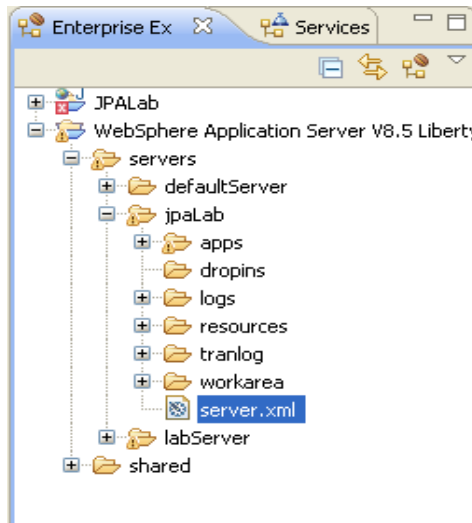 Enterprise Ex Services
JPALab
WebSphere Application Server V8.5 Liberty
servers
defaultServer
jpaLab
apps
dropins
logs
resources
tranlog
workarea
server.xml
labServer
shared